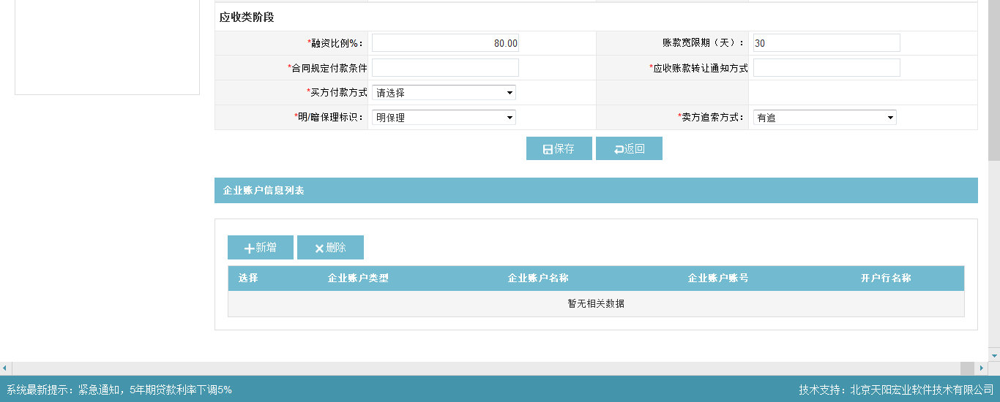 应收类阶段
*融资比例%： 80.00 账款宽限期（天）： 30
*合同规定付款条件 *应收账款转让通知方式
*买方付款方式 请选择
*明/暗保理标识： 明保理 *卖方追索方式： 有追
保存 返回
企业账户信息列表
新增 删除
选择 企业账户类型 企业账户名称 企业账户账号 开户行名称
暂无相关数据
系统最新提示：紧急通知，5年期贷款利率下调5% 技术支持：北京天阳宏业软件技术有限公司